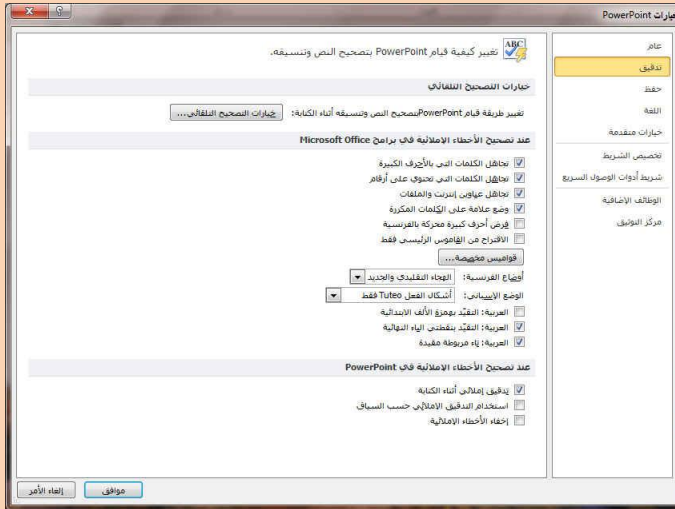 خيارات PowerPoint
عام
تدقيق
حفظ
اللغة
خيارات متقدمة
تخصيص الشريط
شريط أدوات الوصول السريع
الوظائف الإضافية
مركز التوثيق
ABC
تغيير كيفية قيام PowerPoint بتصحيح النص وتنسيقه.
خيارات التصحيح التلقائي
تغيير طريقة قيام PowerPointبتصحيح النص وتنسيقه أثناء الكتابة: خيارات التصحيح التلقائي...
عند تصحيح الأخطاء الإملائية في برامج Microsoft Office
تجاهل الكلمات التي بالأحرف الكبيرة
تجاهل الكلمات التي تحتوي على أرقام
تجاهل عناوين إنترنت والملفات
وضع علامة على الكلمات المكررة
فرض أحرف كبيرة محركة بالفرنسية
الاقتراح من القاموس الرئيسي فقط
قواميس مخصصة...
أوضاع الفرنسية: الهجاء التقليدي والجديد
الوضع الإسباني: أشكال الفعل Tuteo فقط
العربية: التقيّد بهمزة الألف الابتدائية
العربية: التقيّد بنقطتي الياء النهائية
العربية: تاء مربوطة مقيدة
عند تصحيح الأخطاء الإملائية في PowerPoint
تدقيق إملائي أثناء الكتابة
استخدام التدقيق الإملائي حسب السياق
إخفاء الأخطاء الإملائية
موافق
إلغاء الأمر